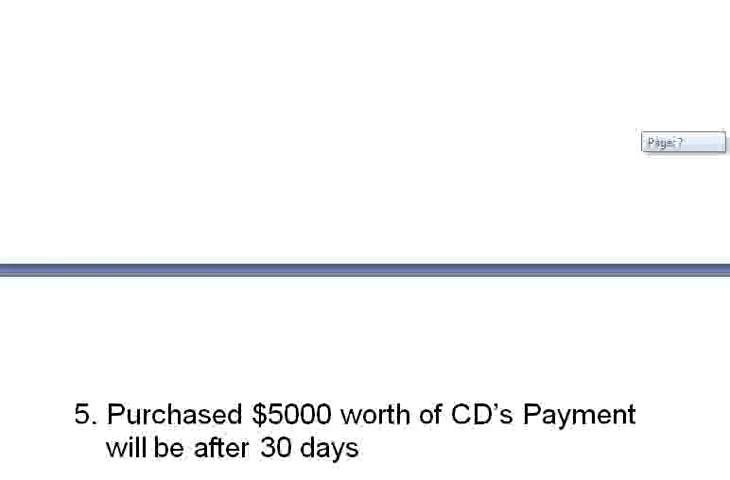 Page: 7
5. Purchased $5000 worth of CD’s Payment
will be after 30 days